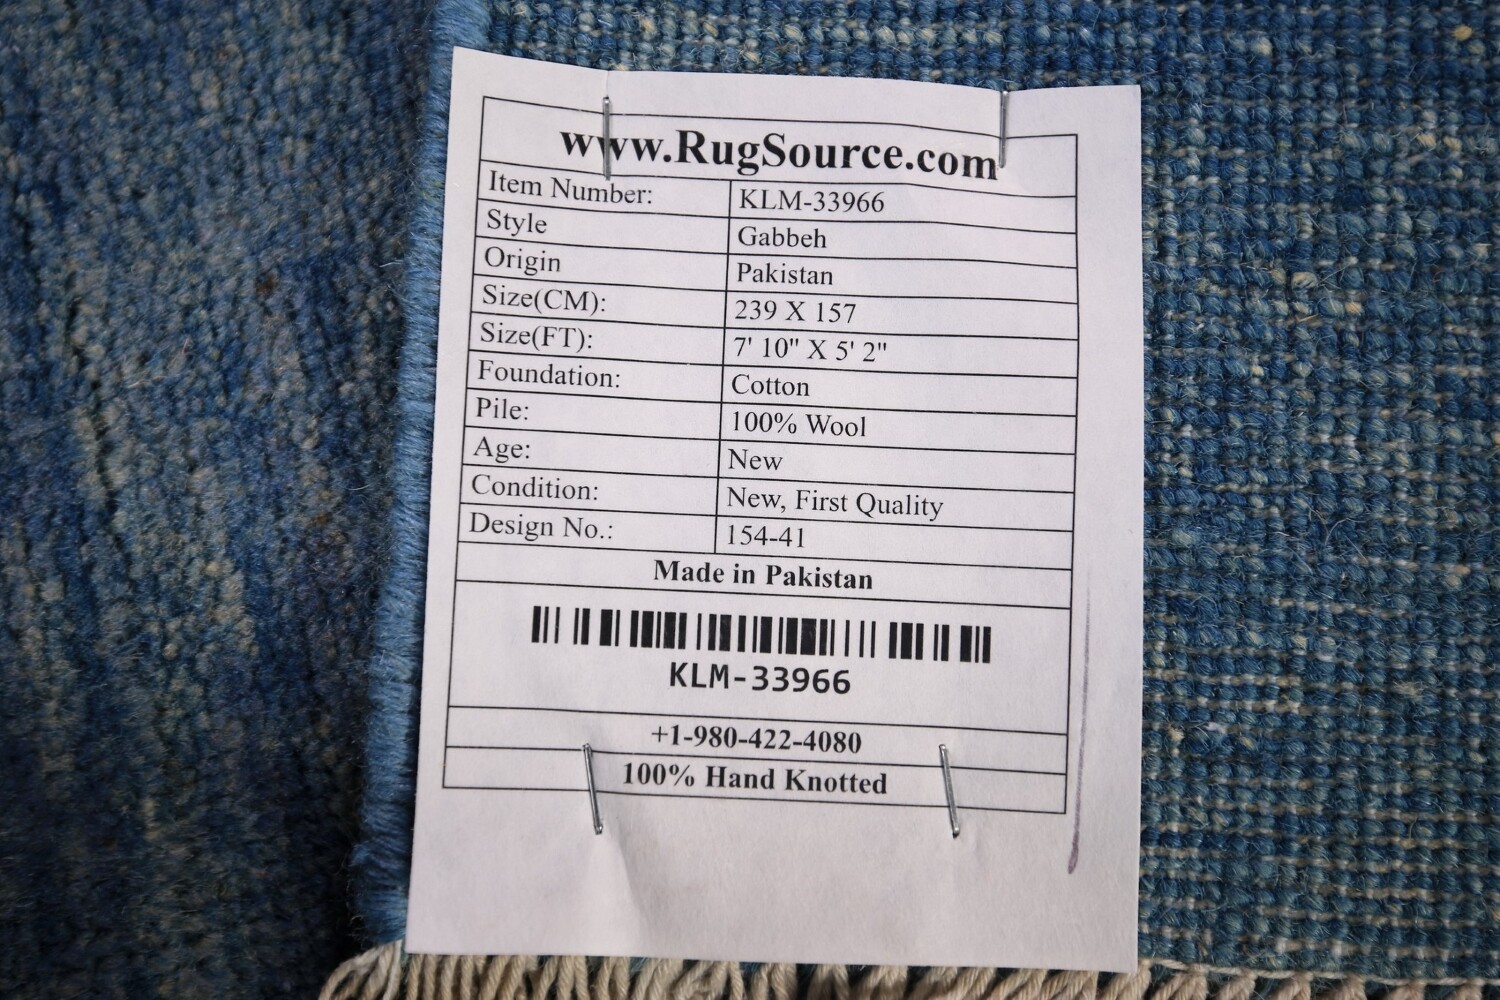 www.RugSource.com
Item Number: KLM-33966
Style Gabbeh
Origin Pakistan
Size(CM): 239 X 157
Size(FT): 7' 10" X 5' 2"
Foundation: Cotton
Pile: 100% Wool
Age: New
Condition: New, First Quality
Design No.: 154-41
Made in Pakistan
KLM-33966
+1-980-422-4080
100% Hand Knotted